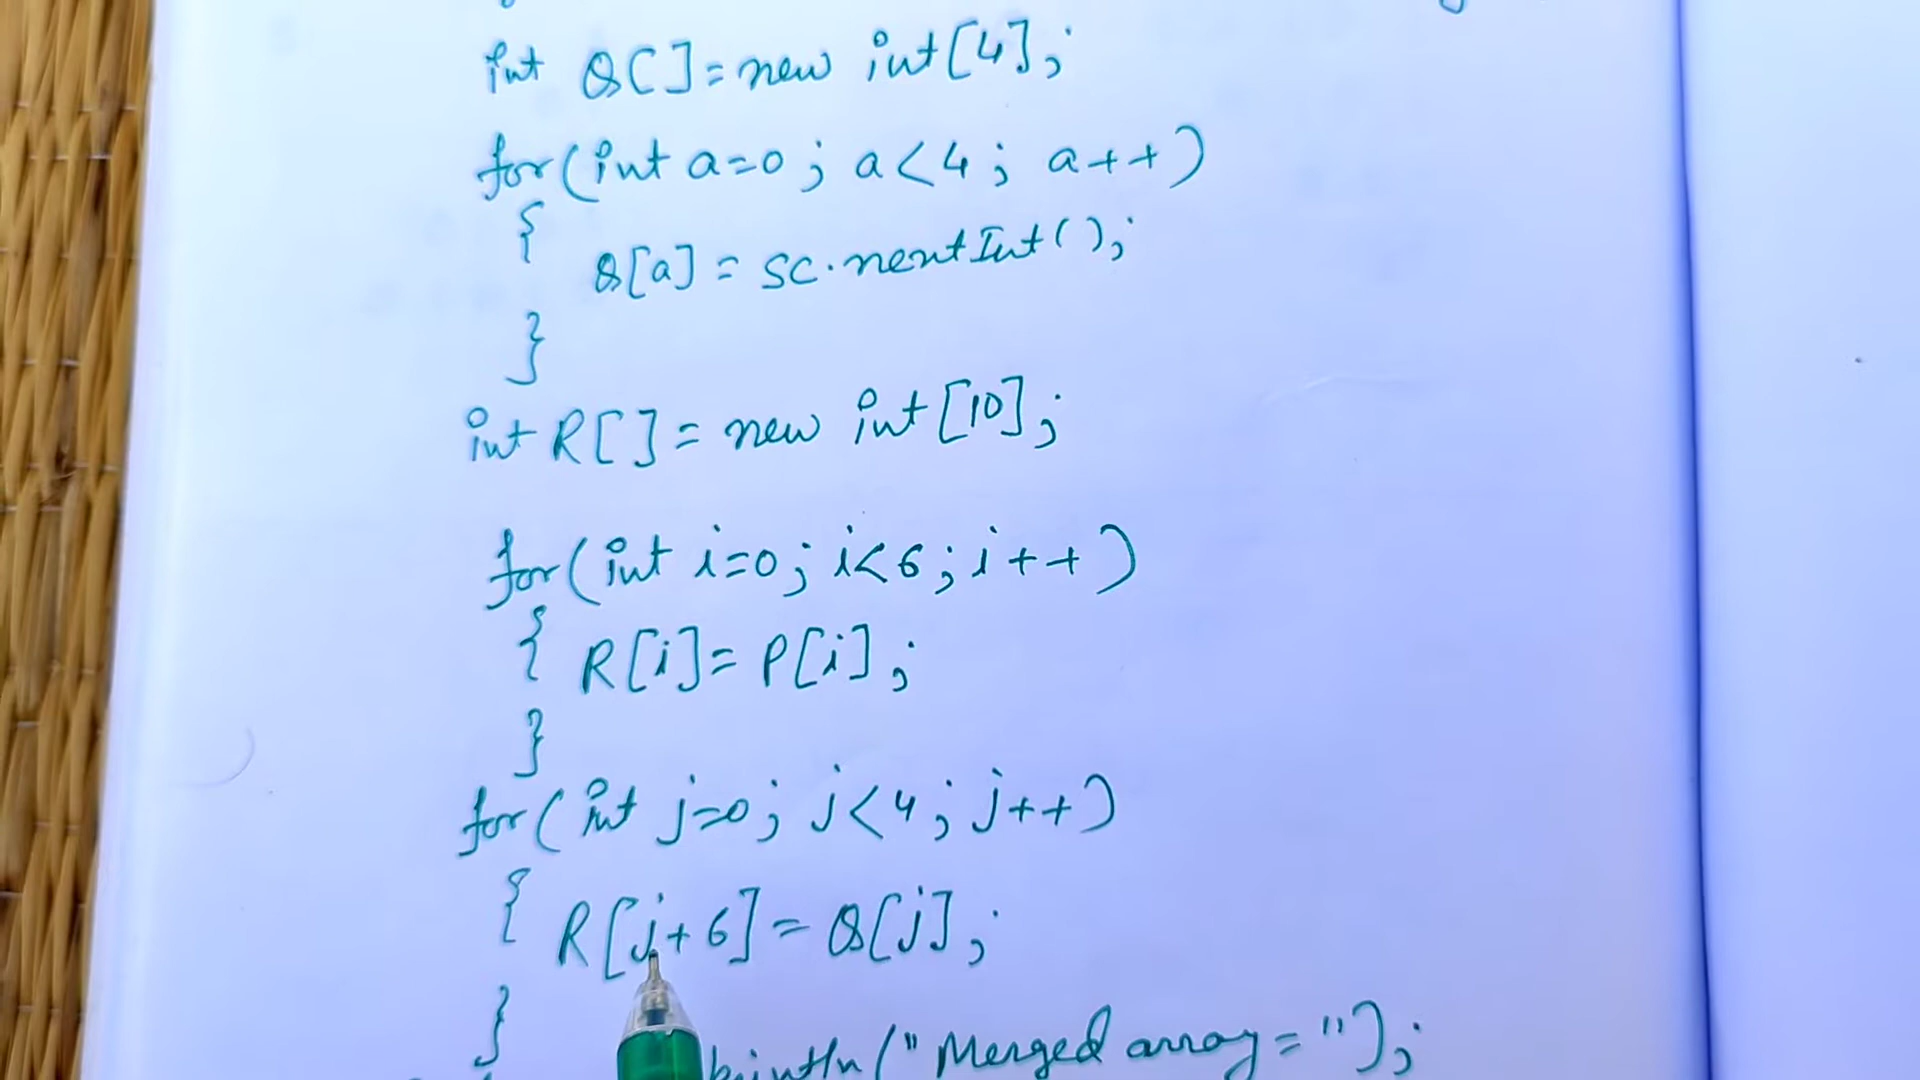 int Q[]=new int[4];
for(int a=0; a<4; a++)
{
Q[a] = sc.nextInt();
}
int R[]= new int[10];
for(int i=0; i<6; i++)
{ R[i]= P[i];
}
for(int j=0; j<4; j++)
{ R[j+6]= Q[j];
}
println("Merged array=");